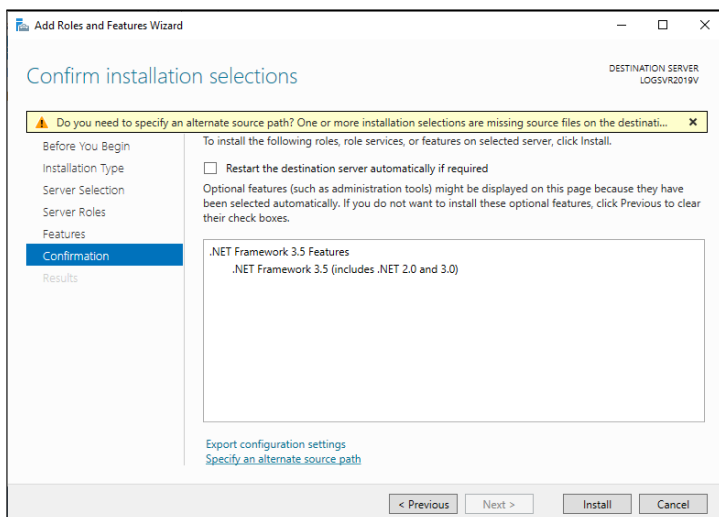 Add Roles and Features Wizard
Confirm installation selections
DESTINATION SERVER
LOGSVR2019V
Do you need to specify an alternate source path? One or more installation selections are missing source files on the destinati...
Before You Begin
Installation Type
Server Selection
Server Roles
Features
Confirmation
Results
To install the following roles, role services, or features on selected server, click Install.
Restart the destination server automatically if required
Optional features (such as administration tools) might be displayed on this page because they have
been selected automatically. If you do not want to install these optional features, click Previous to clear
their check boxes.
.NET Framework 3.5 Features
.NET Framework 3.5 (includes .NET 2.0 and 3.0)
Export configuration settings
Specify an alternate source path
< Previous
Next >
Install
Cancel